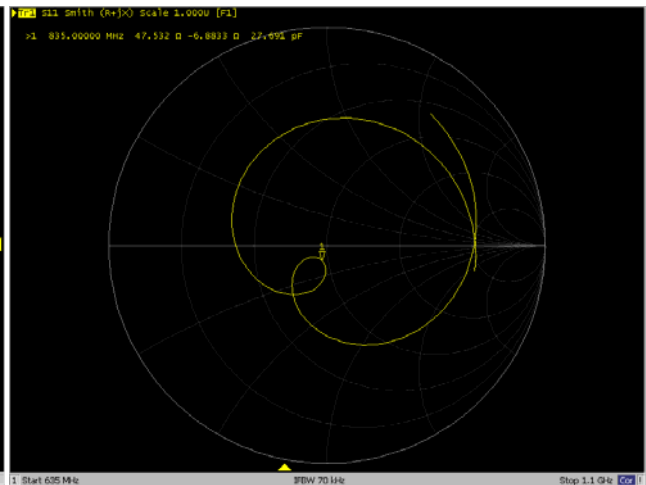 Tr1 S11 Smith (R+jX) Scale 1.000U [F1]
>1 835.00000 MHz 47.532 Ω -6.8833 Ω 27.691 pF
1
1 Start 635 MHz IFBW 70 kHz Stop 1.1 GHz Cor !